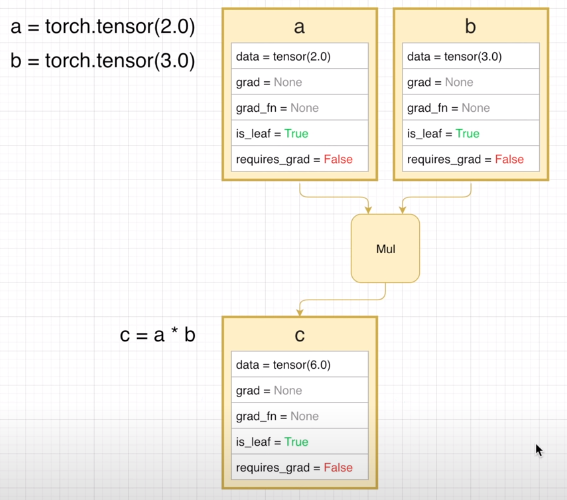 a = torch.tensor(2.0)
b = torch.tensor(3.0)
a
data = tensor(2.0)
grad = None
grad_fn = None
is_leaf = True
requires_grad = False
b
data = tensor(3.0)
grad = None
grad_fn = None
is_leaf = True
requires_grad = False
Mul
c = a * b
c
data = tensor(6.0)
grad = None
grad_fn = None
is_leaf = True
requires_grad = False